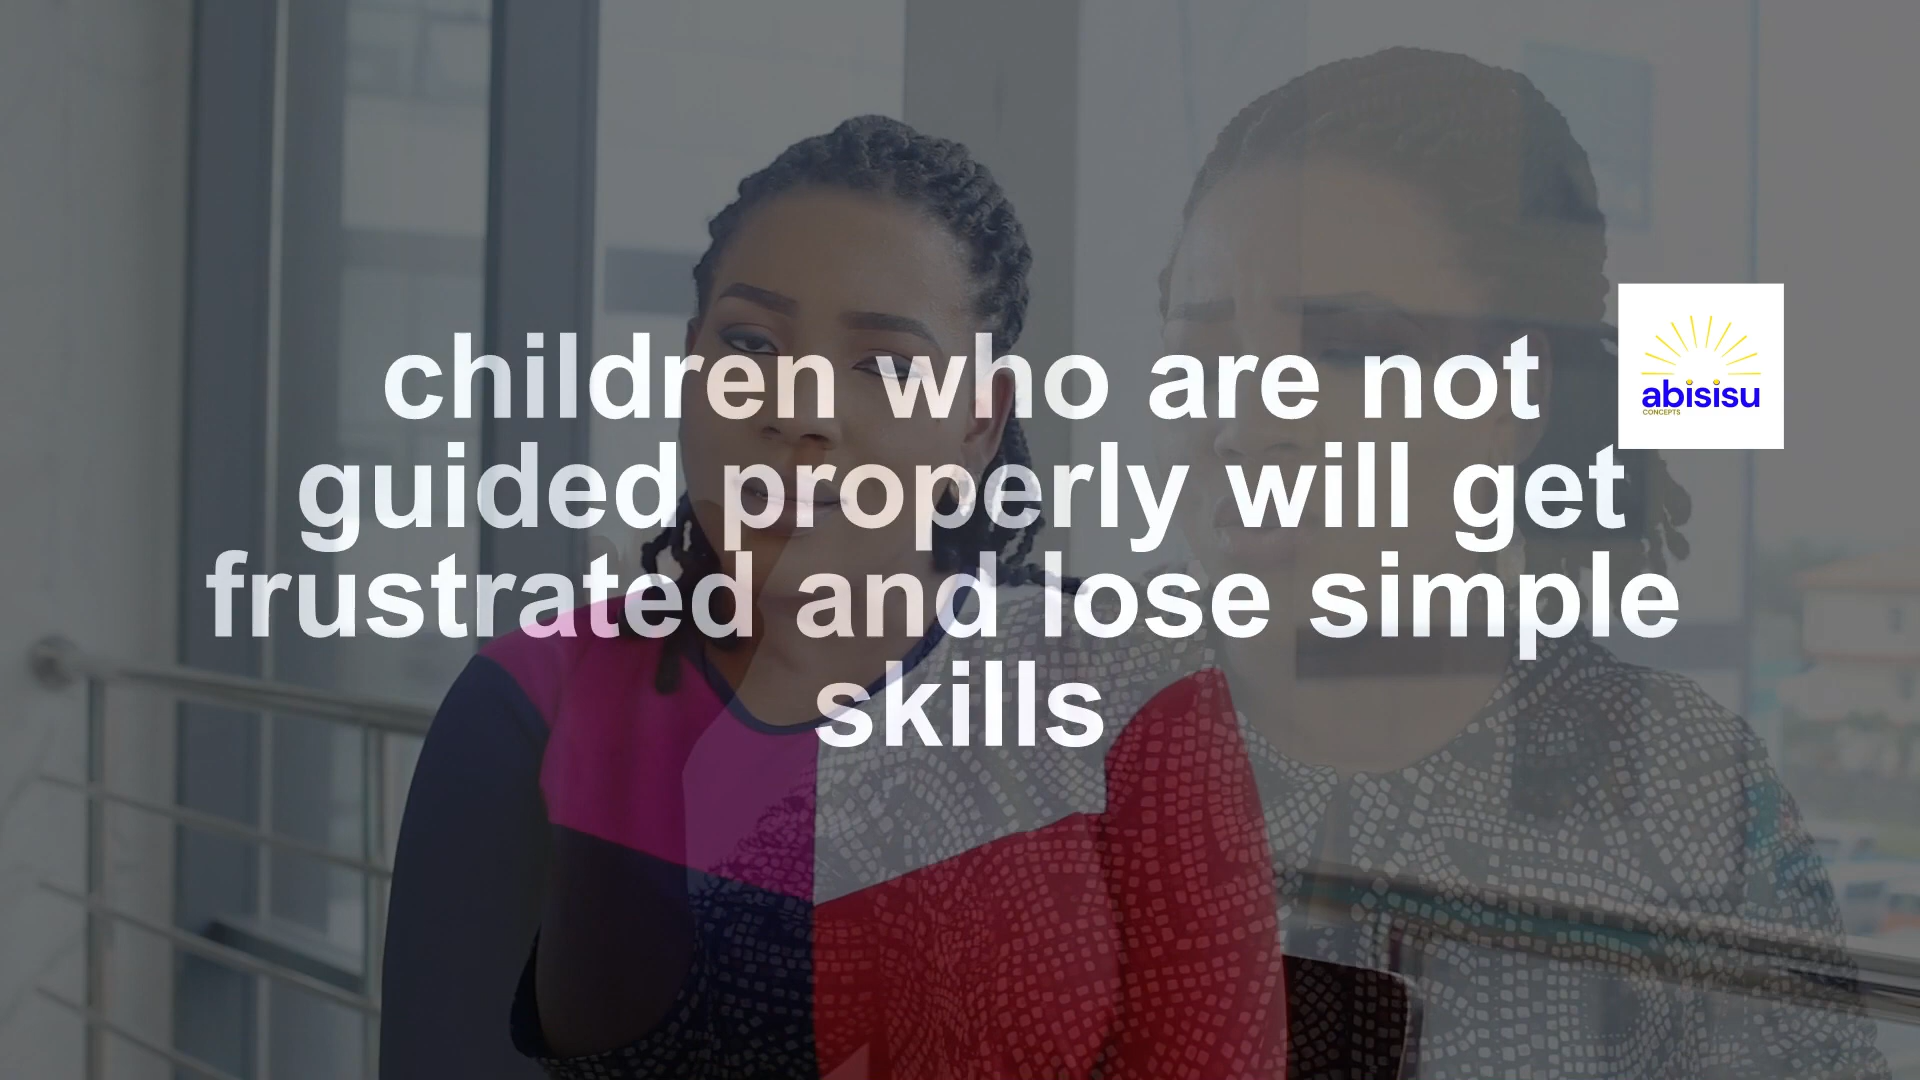 children who are not
guided properly will get
frustrated and lose simple
skills
abisisu
CONCEPTS